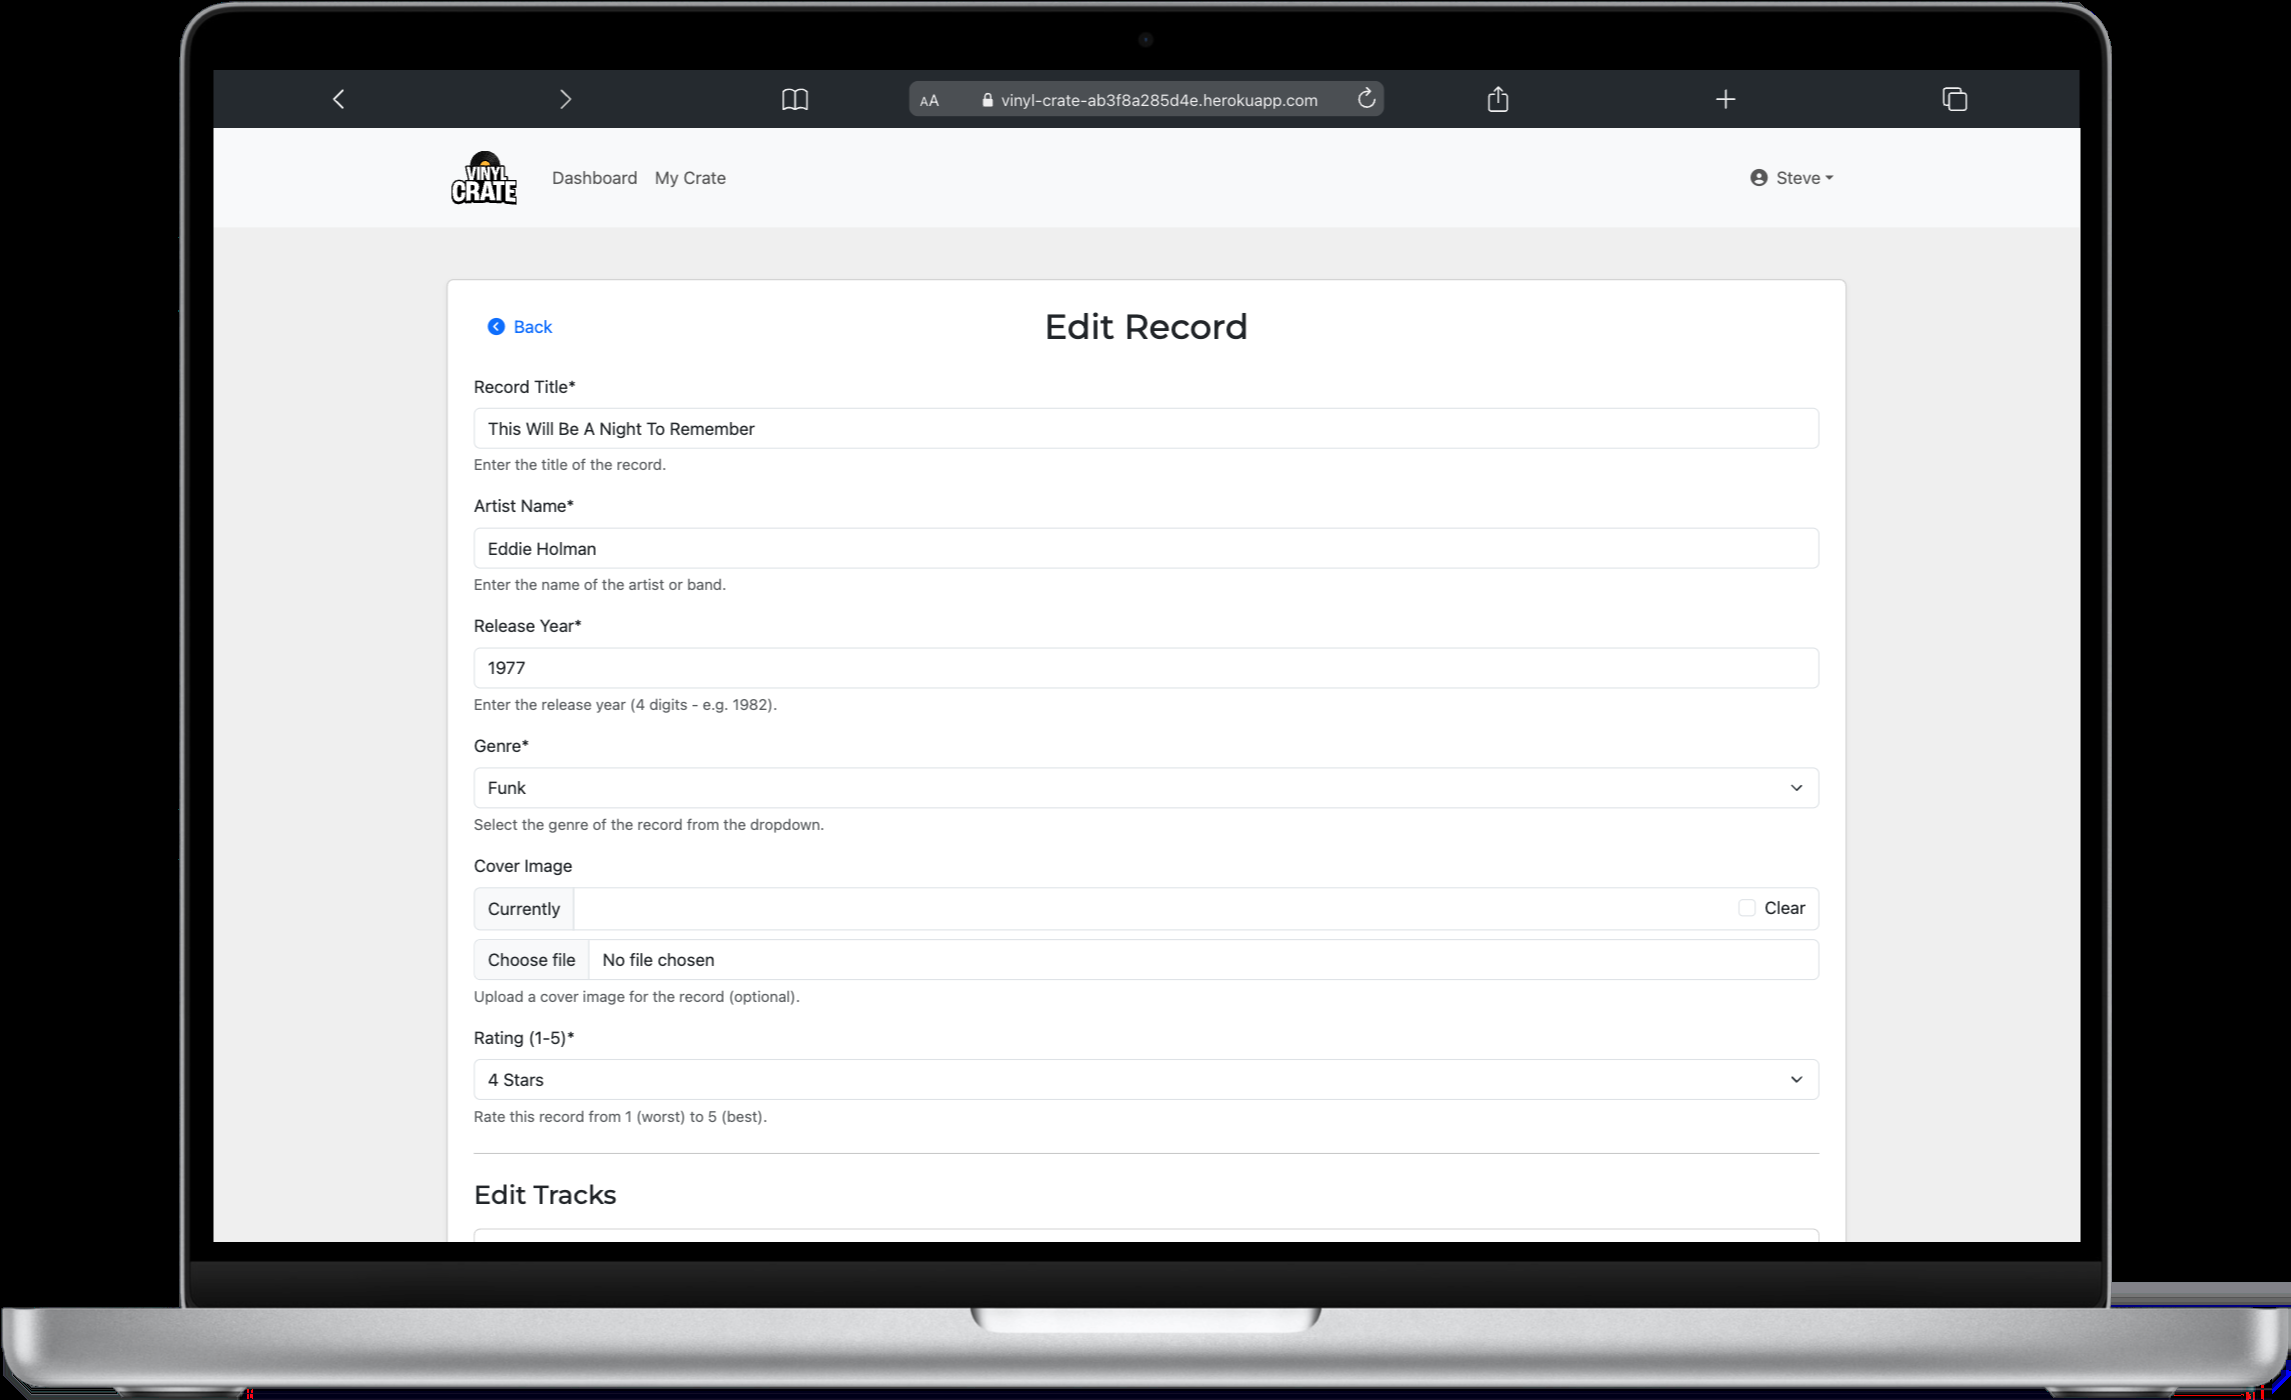 AA vinyl-crate-ab3f8a285d4e.herokuapp.com
VINYL
CRATE
Dashboard My Crate Steve
Back
Edit Record
Record Title*
This Will Be A Night To Remember
Enter the title of the record.
Artist Name*
Eddie Holman
Enter the name of the artist or band.
Release Year*
1977
Enter the release year (4 digits - e.g. 1982).
Genre*
Funk
Select the genre of the record from the dropdown.
Cover Image
Currently Clear
Choose file No file chosen
Upload a cover image for the record (optional).
Rating (1-5)*
4 Stars
Rate this record from 1 (worst) to 5 (best).
Edit Tracks